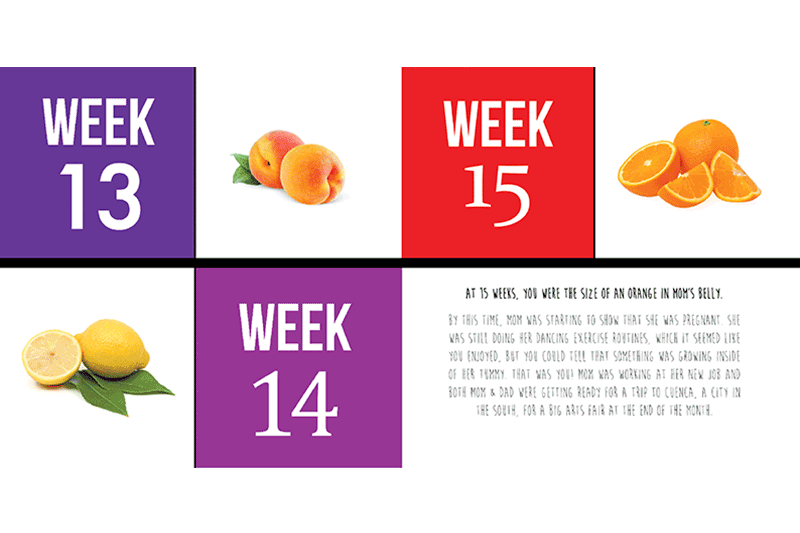 WEEK
13
WEEK
15
WEEK
14
AT 15 WEEKS, YOU WERE THE SIZE OF AN ORANGE IN MOM'S BELLY.
BY THIS TIME, MOM WAS STARTING TO SHOW THAT SHE WAS PREGNANT. SHE
WAS STILL DOING HER DANCING EXERCISE ROUTINES, WHICH IT SEEMED LIKE
YOU ENJOYED, BUT YOU COULD TELL THAT SOMETHING WAS GROWING INSIDE
OF HER TUMMY. THAT WAS YOU! MOM WAS WORKING AT HER NEW JOB AND
BOTH MOM & DAD WERE GETTING READY FOR A TRIP TO CUENCA, A CITY IN
THE SOUTH, FOR A BIG ARTS FAIR AT THE END OF THE MONTH.